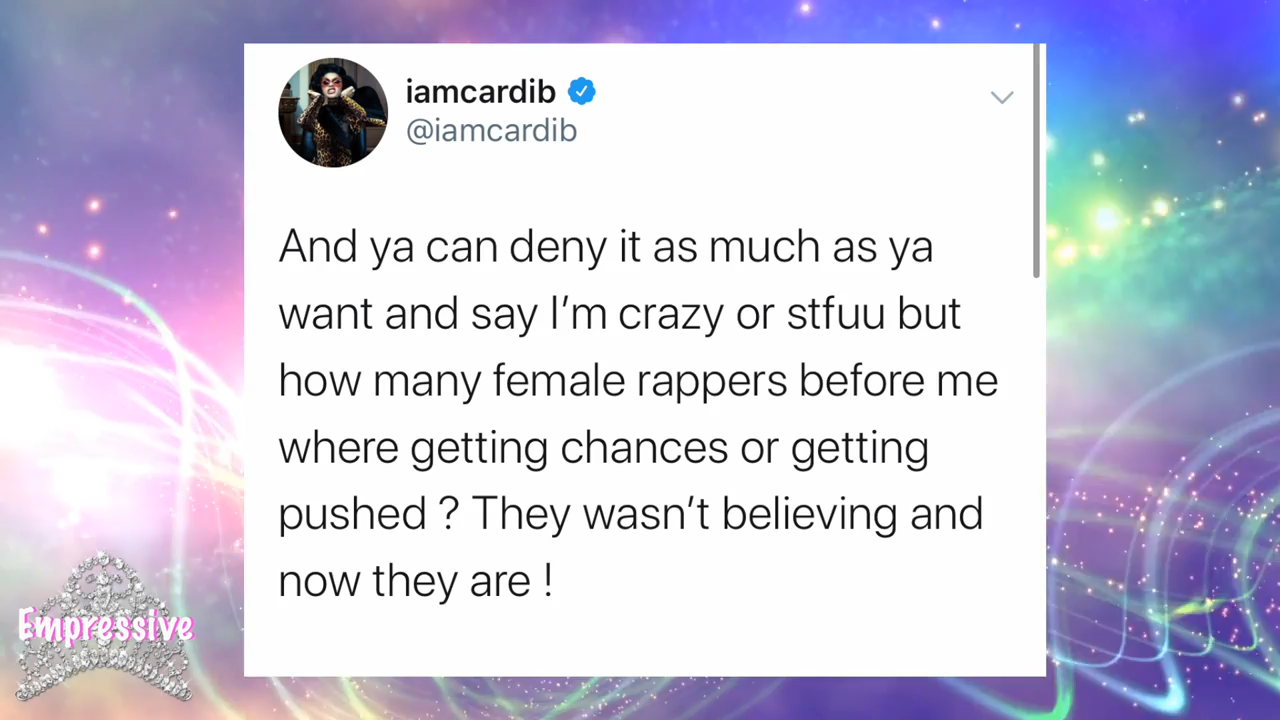 iamcardib
@iamcardib
And ya can deny it as much as ya
want and say I’m crazy or stfuu but
how many female rappers before me
where getting chances or getting
pushed ? They wasn’t believing and
now they are !
Empressive